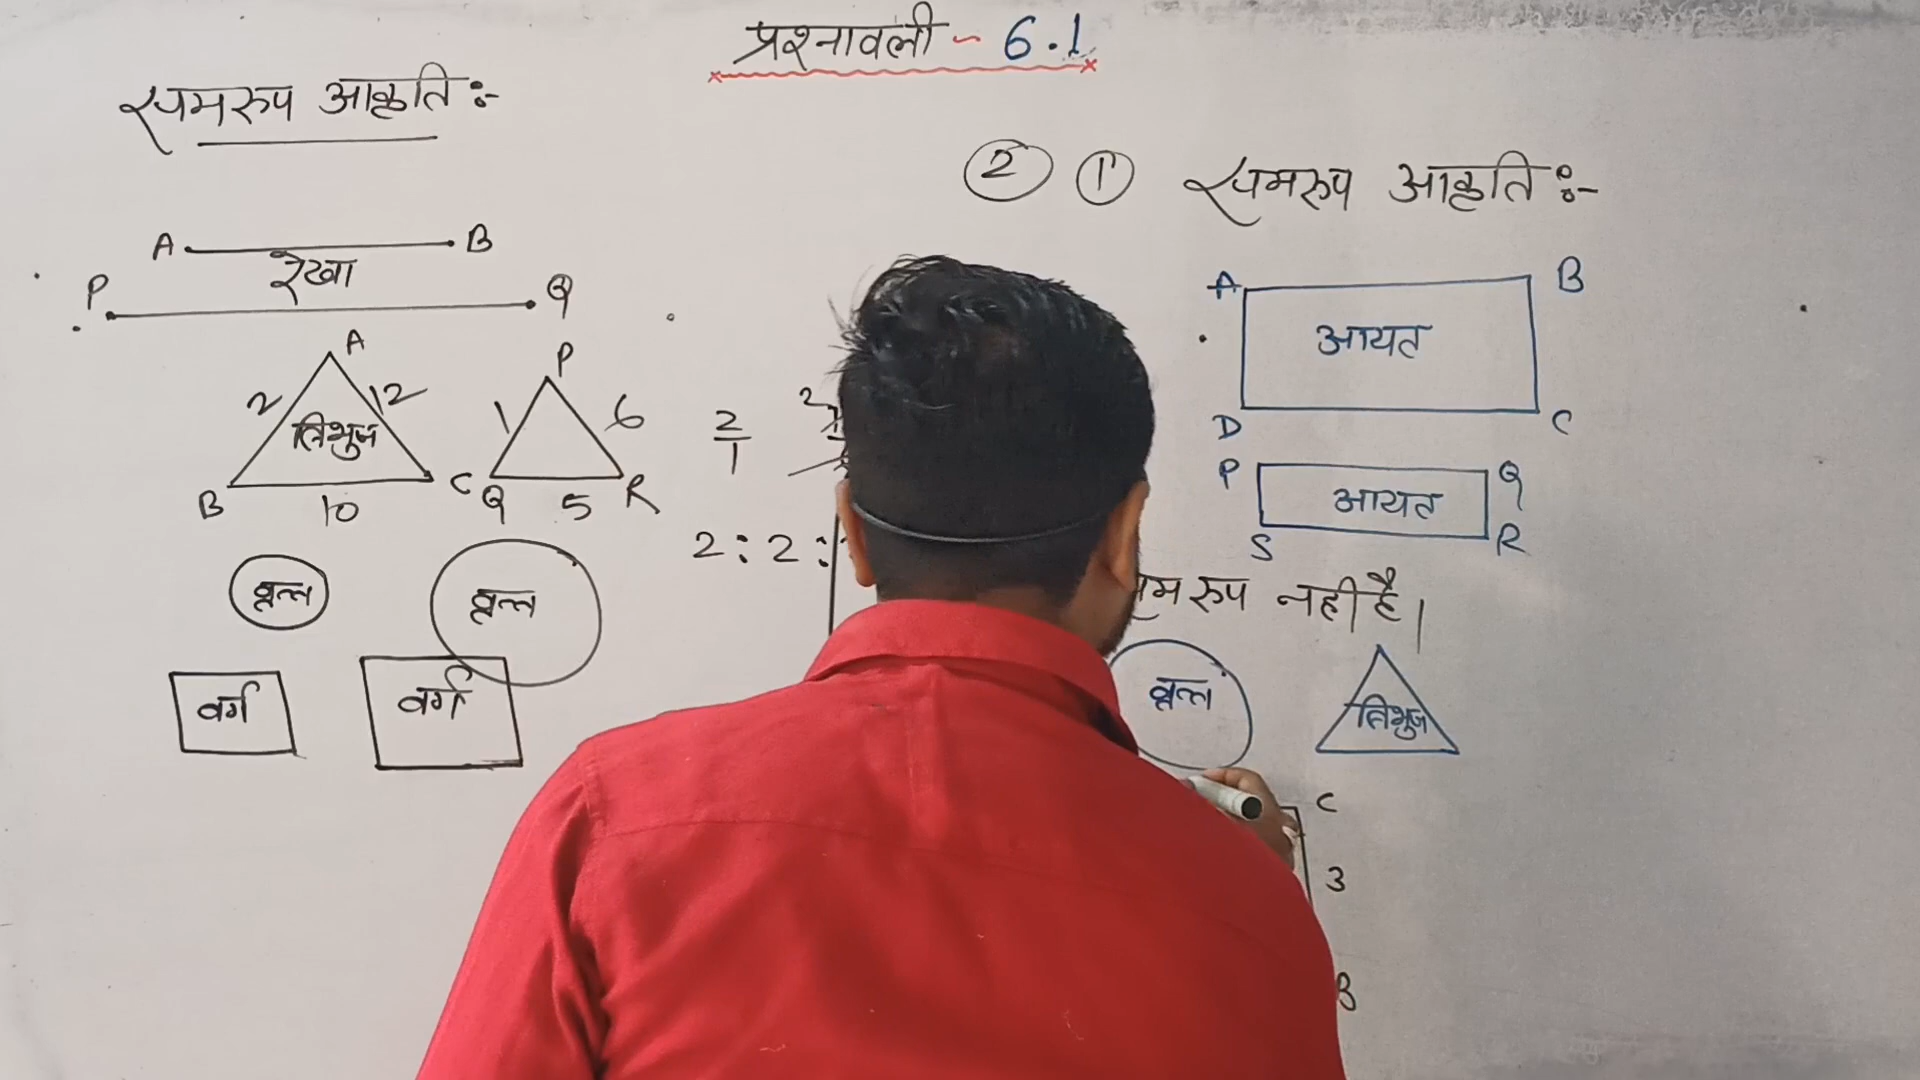 प्रश्नावली - 6.1
समरूप आकृति :-
A B
रेखा
P Q
A
2 12
त्रिभुज
B 10 C
P
1 6
Q 5 R
2
1
2 : 2 :
वृत्त वृत्त
वर्ग वर्ग
2 1 समरूप आकृति :-
A B
आयत
D C
P Q
आयत
S R
रूप नहीं है।
वृत्त त्रिभुज
C
3
B